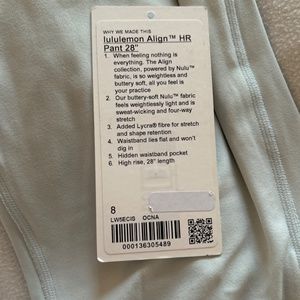 WHY WE MADE THIS
lululemon Align™ HR
Pant 28"
1. When feeling nothing is
everything. The Align
collection, powered by Nulu™
fabric, is so weightless and
buttery soft, all you feel is
your practice
2. Our buttery-soft Nulu™ fabric
feels weightlessly light and is
sweat-wicking and four-way
stretch
3. Added Lycra® fibre for stretch
and shape retention
4. Waistband lies flat and won't
dig in
5. Hidden waistband pocket
6. High rise, 28" length
8
LW5ECIS OCNA
000136305489